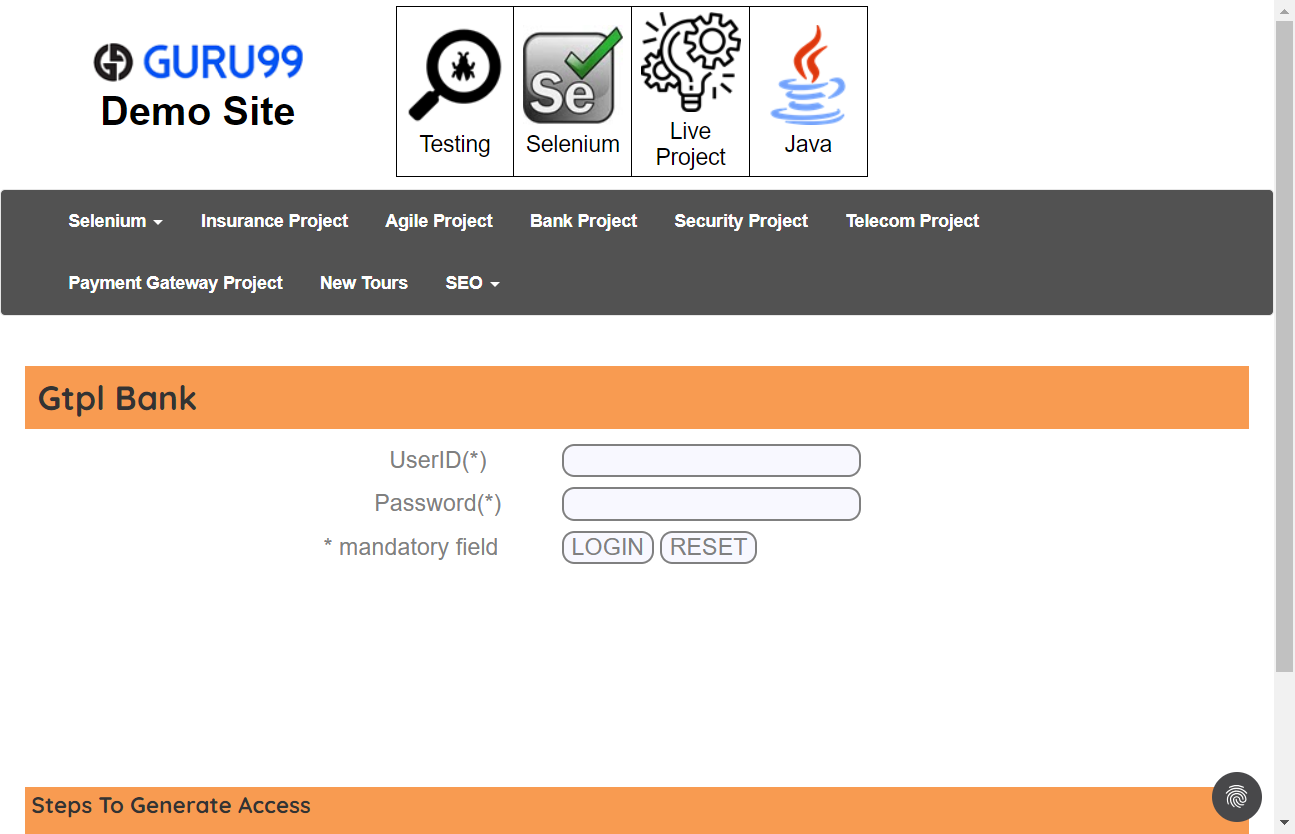 GURU99
Demo Site
Testing
Se
Selenium
Live
Project
Java
Selenium Insurance Project Agile Project Bank Project Security Project Telecom Project
Payment Gateway Project New Tours SEO
Gtpl Bank
UserID(*)
Password(*)
* mandatory field LOGIN RESET
Steps To Generate Access